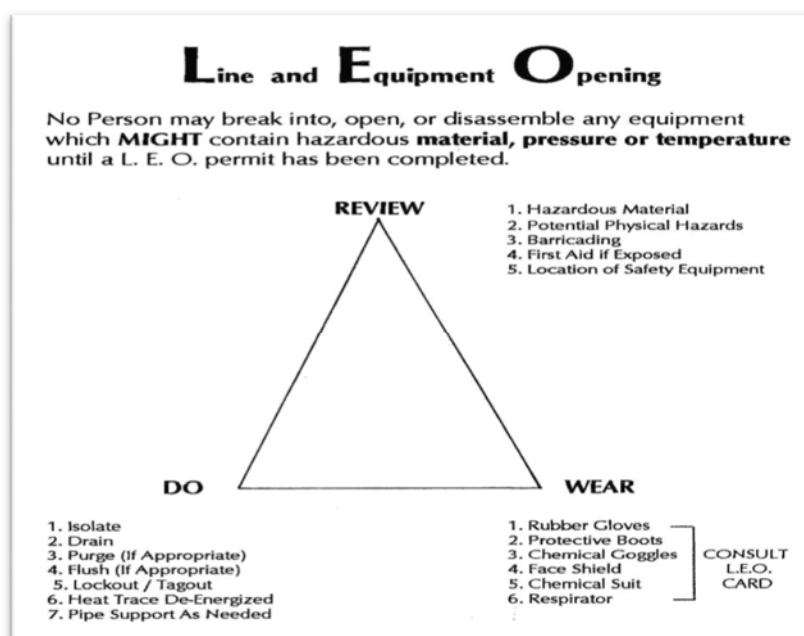 Line and Equipment Opening
No Person may break into, open, or disassemble any equipment
which MIGHT contain hazardous material, pressure or temperature
until a L. E. O. permit has been completed.
REVIEW
1. Hazardous Material
2. Potential Physical Hazards
3. Barricading
4. First Aid if Exposed
5. Location of Safety Equipment
DO
WEAR
1. Isolate
2. Drain
3. Purge (If Appropriate)
4. Flush (If Appropriate)
5. Lockout / Tagout
6. Heat Trace De-Energized
7. Pipe Support As Needed
1. Rubber Gloves
2. Protective Boots
3. Chemical Goggles
4. Face Shield
5. Chemical Suit
6. Respirator
CONSULT
L.E.O.
CARD